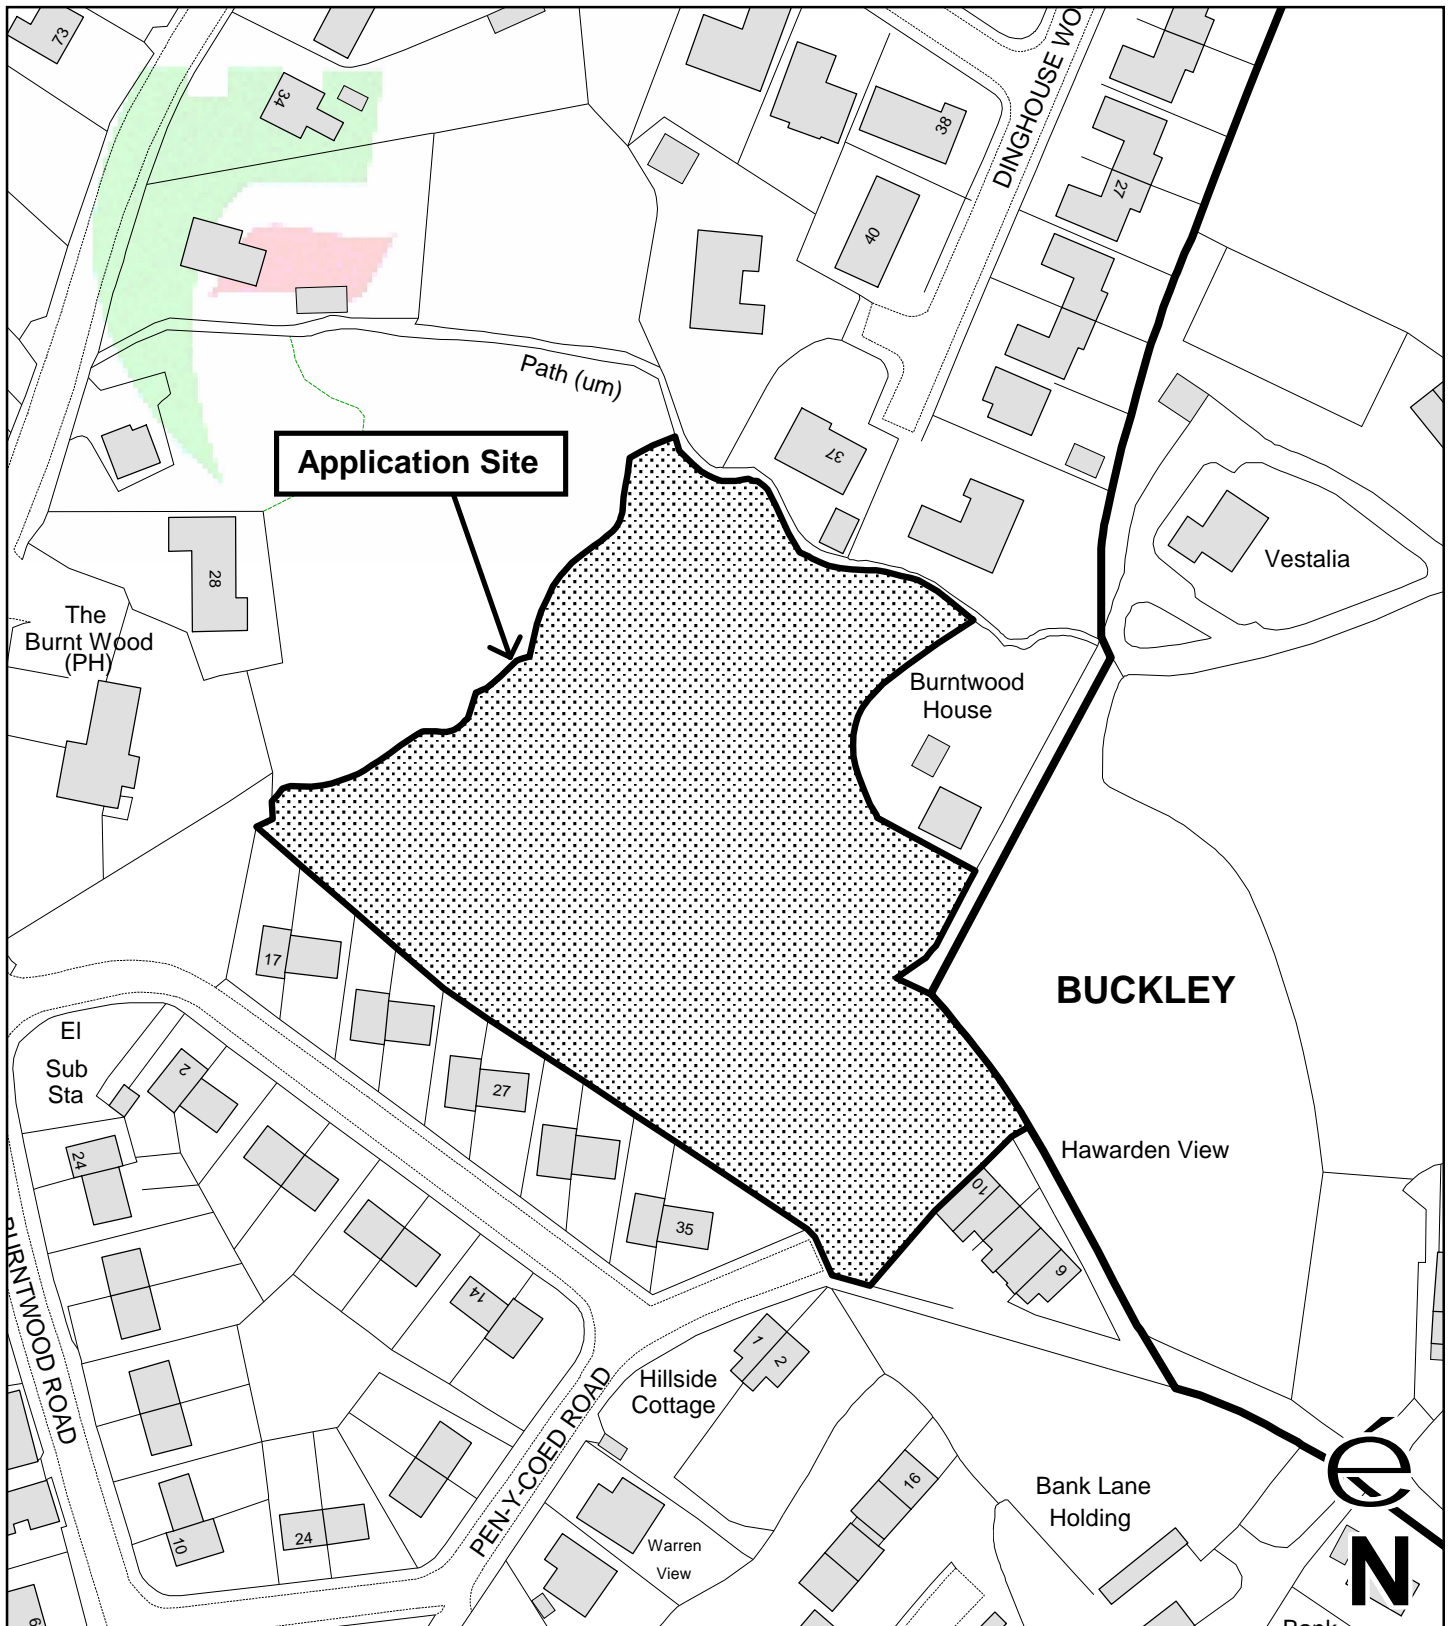 73
34
38
DINGHOUSE WO
27
40
Path (um)
37
Application Site
Vestalia
28
The
Burnt Wood
(PH)
Burntwood
House
17
BUCKLEY
El
Sub
Sta
2
27
24
Hawarden View
10
35
6
14
BURNTWOOD ROAD
1
2
Hillside
Cottage
PEN-Y-COED ROAD
16
Bank Lane
Holding
é
N
10
24
Warren
View
6